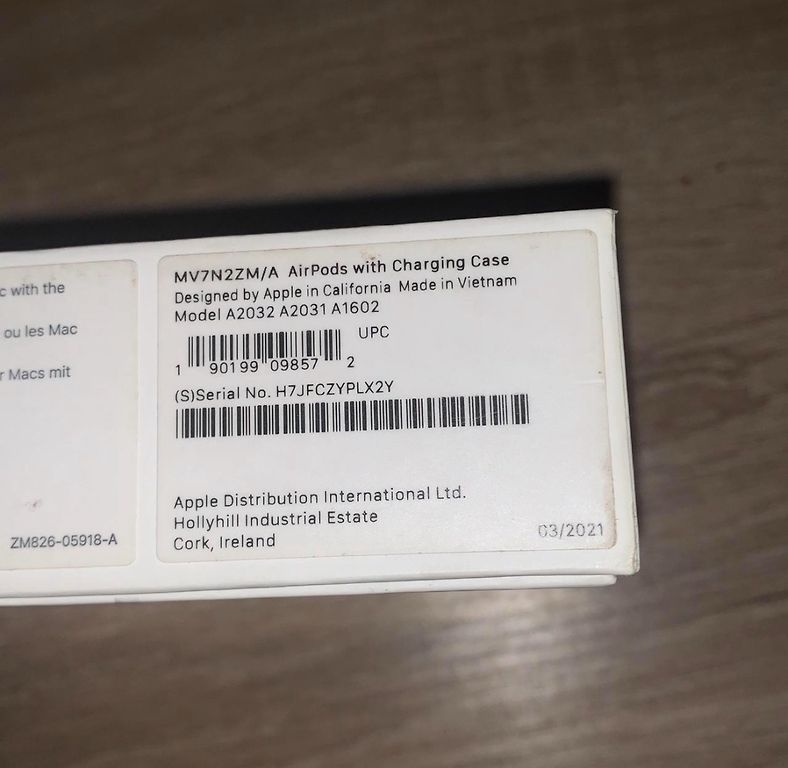 c with the
ou les Mac
r Macs mit
ZM826-05918-A
MV7N2ZM/A AirPods with Charging Case
Designed by Apple in California Made in Vietnam
Model A2032 A2031 A1602
UPC
1 90199 09857 2
(S)Serial No. H7JFCZYPLX2Y
Apple Distribution International Ltd.
Hollyhill Industrial Estate
Cork, Ireland
03/2021